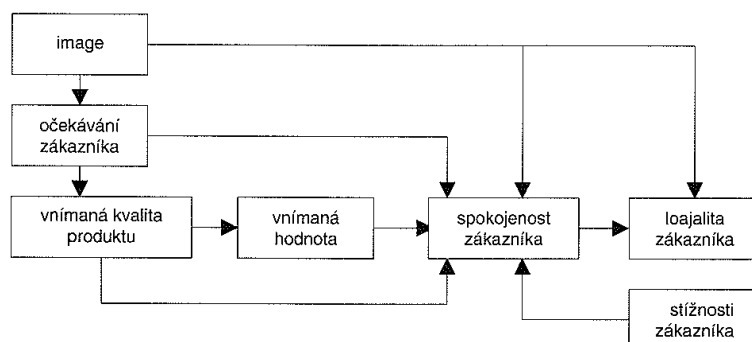 image
očekávání
zákazníka
vnímaná kvalita
produktu
vnímaná
hodnota
spokojenost
zákazníka
loajalita
zákazníka
stížnosti
zákazníka